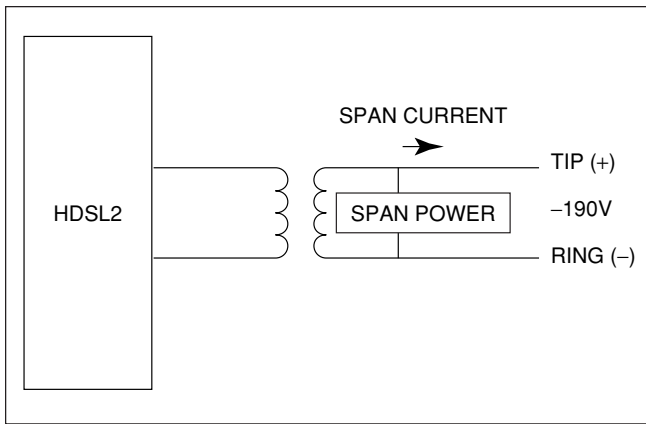 SPAN CURRENT
TIP (+)
HDSL2
SPAN POWER
–190V
RING (–)